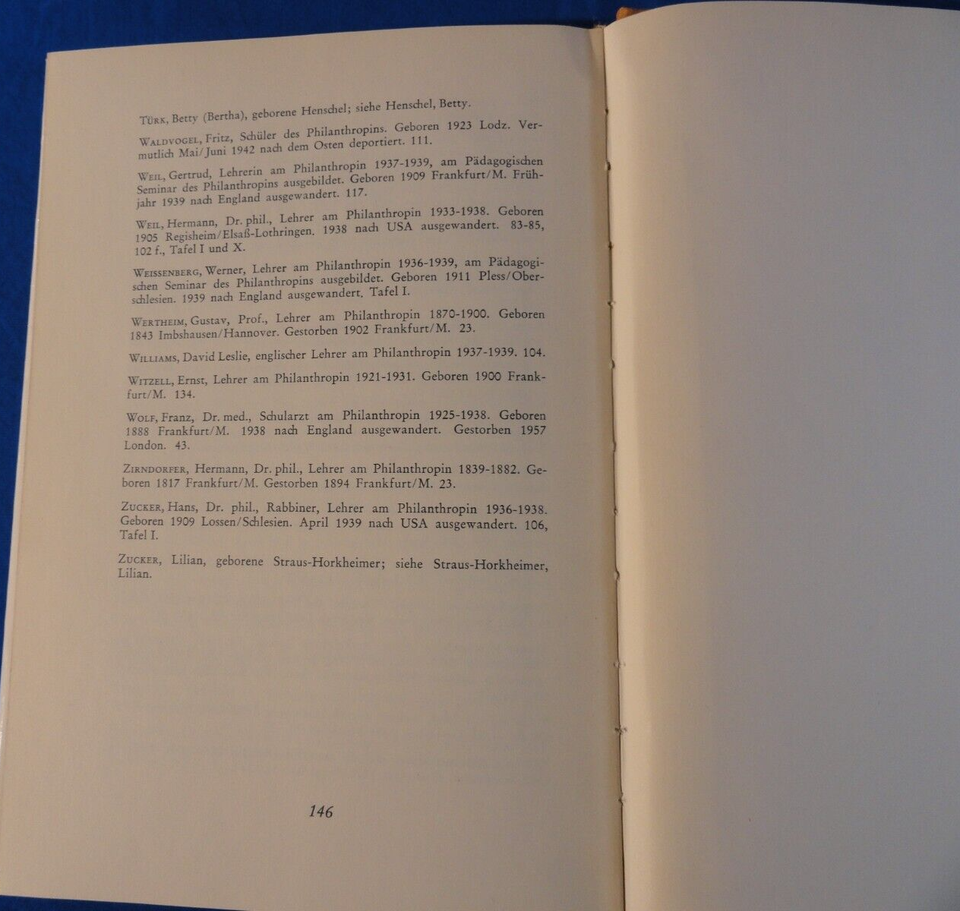 TÜRK, Betty (Bertha), geborene Henschel; siehe Henschel, Betty.
WALDVOGEL, Fritz, Schüler des Philanthropins. Geboren 1923 Lodz. Ver-
mutlich Mai/Juni 1942 nach dem Osten deportiert. 111.
WEIL, Gertrud, Lehrerin am Philanthropin 1937-1939, am Pädagogischen
Seminar des Philanthropins ausgebildet. Geboren 1909 Frankfurt/M. Früh-
jahr 1939 nach England ausgewandert. 117.
WEIL, Hermann, Dr. phil., Lehrer am Philanthropin 1933-1938. Geboren
1905 Regisheim/Elsaß-Lothringen. 1938 nach USA ausgewandert. 83-85,
102 f., Tafel I und X.
WEISSENBERG, Werner, Lehrer am Philanthropin 1936-1939, am Pädagogi-
schen Seminar des Philanthropins ausgebildet. Geboren 1911 Pless/Ober-
schlesien. 1939 nach England ausgewandert. Tafel I.
WERTHEIM, Gustav, Prof., Lehrer am Philanthropin 1870-1900. Geboren
1843 Imbshausen/Hannover. Gestorben 1902 Frankfurt/M. 23.
WILLIAMS, David Leslie, englischer Lehrer am Philanthropin 1937-1939. 104.
WITZELL, Ernst, Lehrer am Philanthropin 1921-1931. Geboren 1900 Frank-
furt/M. 134.
WOLF, Franz, Dr. med., Schularzt am Philanthropin 1925-1938. Geboren
1888 Frankfurt/M. 1938 nach England ausgewandert. Gestorben 1957
London. 43.
ZIRNDORFER, Hermann, Dr. phil., Lehrer am Philanthropin 1839-1882. Ge-
boren 1817 Frankfurt/M. Gestorben 1894 Frankfurt/M. 23.
ZUCKER, Hans, Dr. phil., Rabbiner, Lehrer am Philanthropin 1936-1938.
Geboren 1909 Lossen/Schlesien. April 1939 nach USA ausgewandert. 106,
Tafel I.
ZUCKER, Lilian, geborene Straus-Horkheimer; siehe Straus-Horkheimer,
Lilian.
146